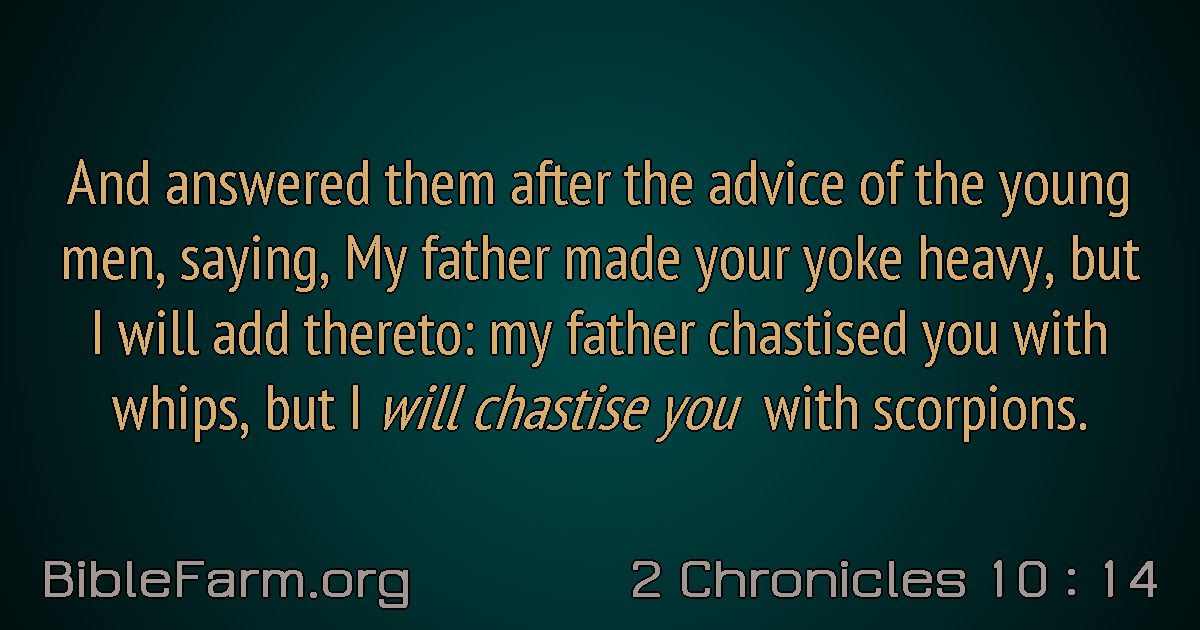 And answered them after the advice of the young
men, saying, My father made your yoke heavy, but
I will add thereto: my father chastised you with
whips, but I will chastise you with scorpions.
BibleFarm.org
2 Chronicles 10 : 14